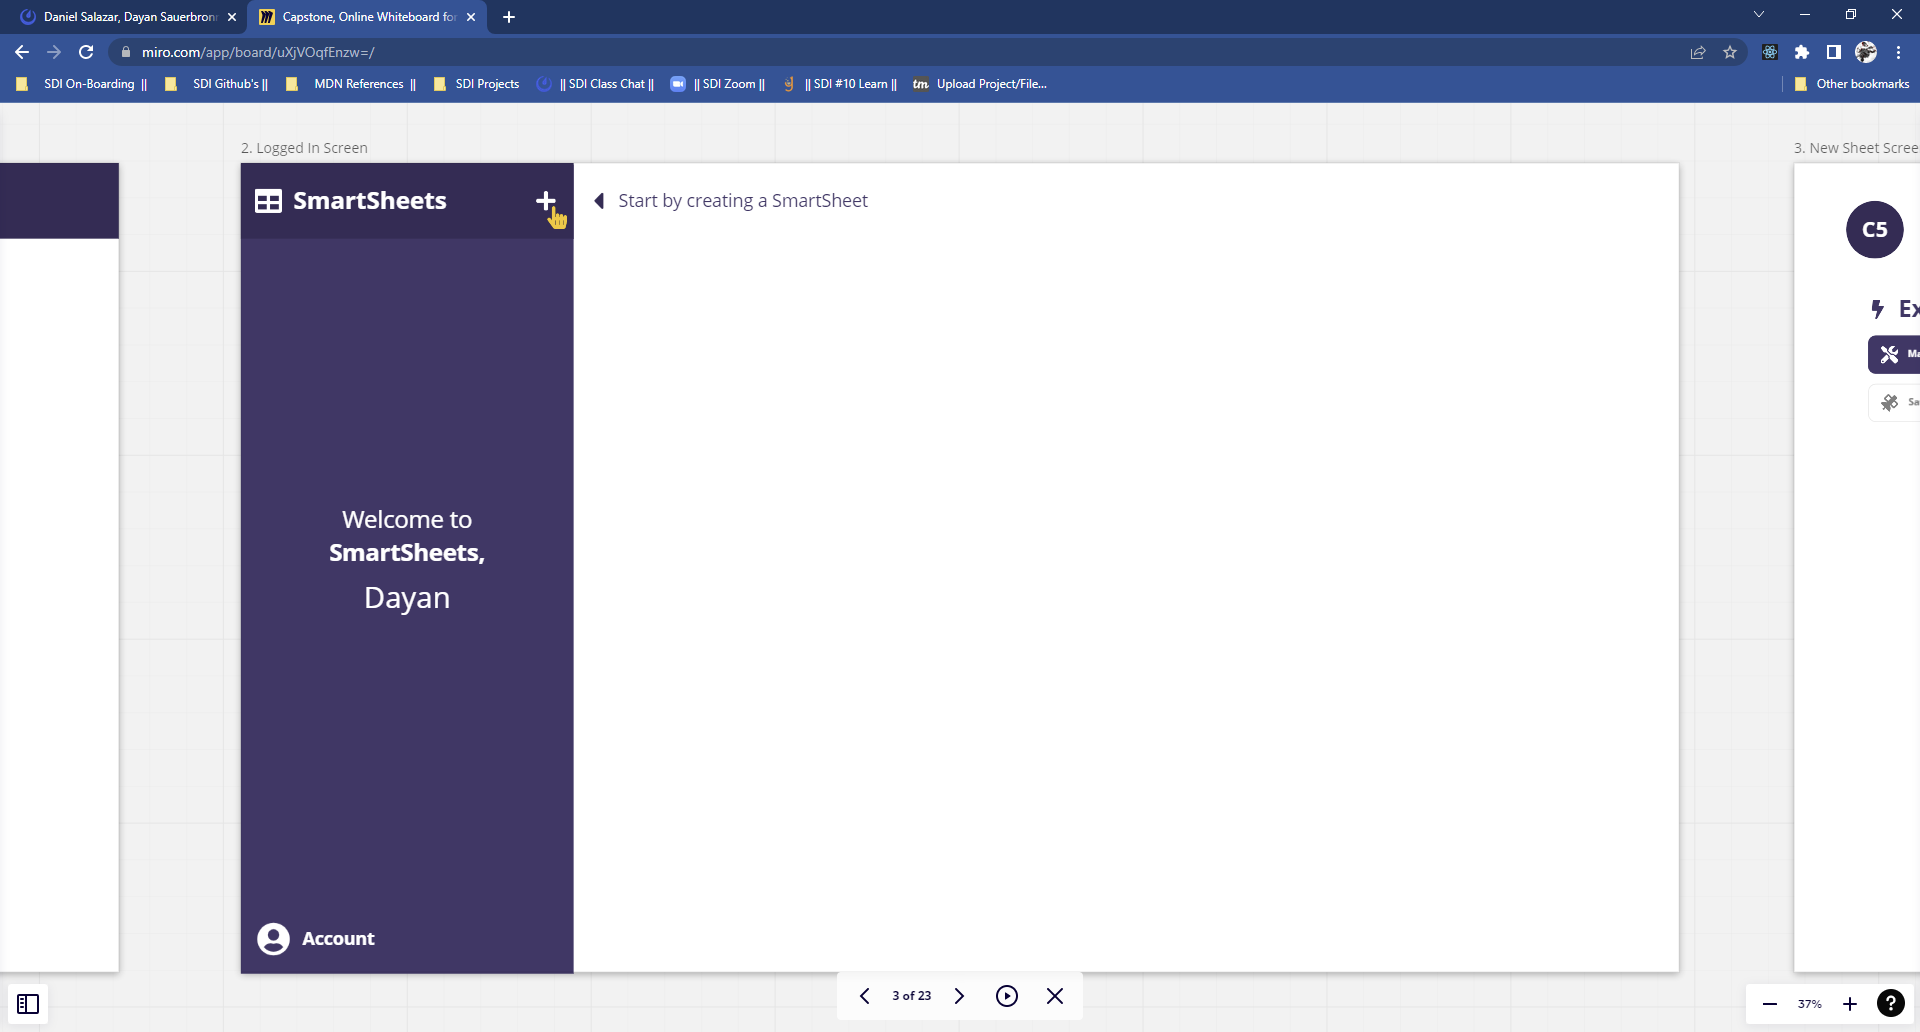 Daniel Salazar, Dayan Sauerbronn
Capstone, Online Whiteboard for
miro.com/app/board/uXjVOqfEnzw=/
SDI On-Boarding ||
SDI Github's ||
MDN References ||
SDI Projects
|| SDI Class Chat ||
|| SDI Zoom ||
|| SDI #10 Learn ||
tm Upload Project/File...
Other bookmarks
2. Logged In Screen
3. New Sheet Scree
SmartSheets
Start by creating a SmartSheet
C5
Ex
Ma
Sa
Welcome to
SmartSheets,
Dayan
Account
3 of 23
37%
?